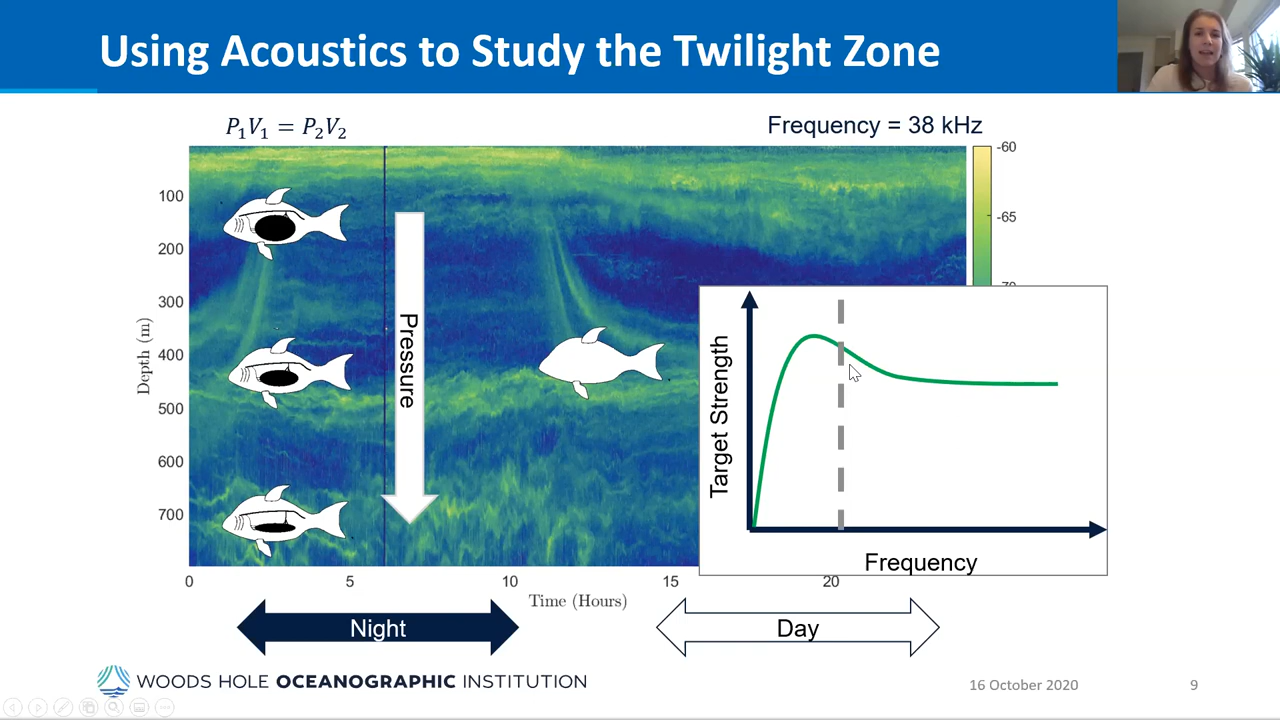 Using Acoustics to Study the Twilight Zone
P₁V₁ = P₂V₂
Frequency = 38 kHz
-60
-65
100
200
300
400
500
600
700
Depth (m)
Pressure
Target Strength
Frequency
0
5
10
15
20
Time (Hours)
Night
Day
WOODS HOLE OCEANOGRAPHIC INSTITUTION
16 October 2020
9